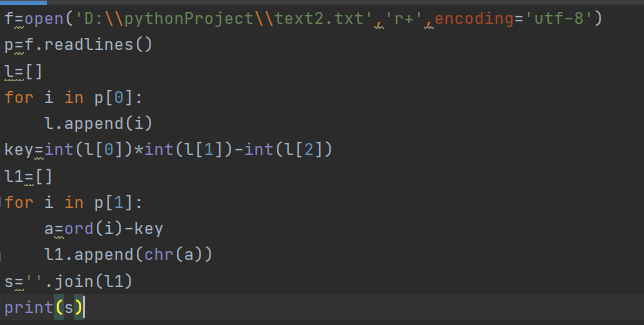 f=open('D:\\pythonProject\\text2.txt','r+',encoding='utf-8')
p=f.readlines()
l=[]
for i in p[0]:
    l.append(i)
key=int(l[0])*int(l[1])-int(l[2])
l1=[]
for i in p[1]:
    a=ord(i)-key
    l1.append(chr(a))
s=''.join(l1)
print(s)